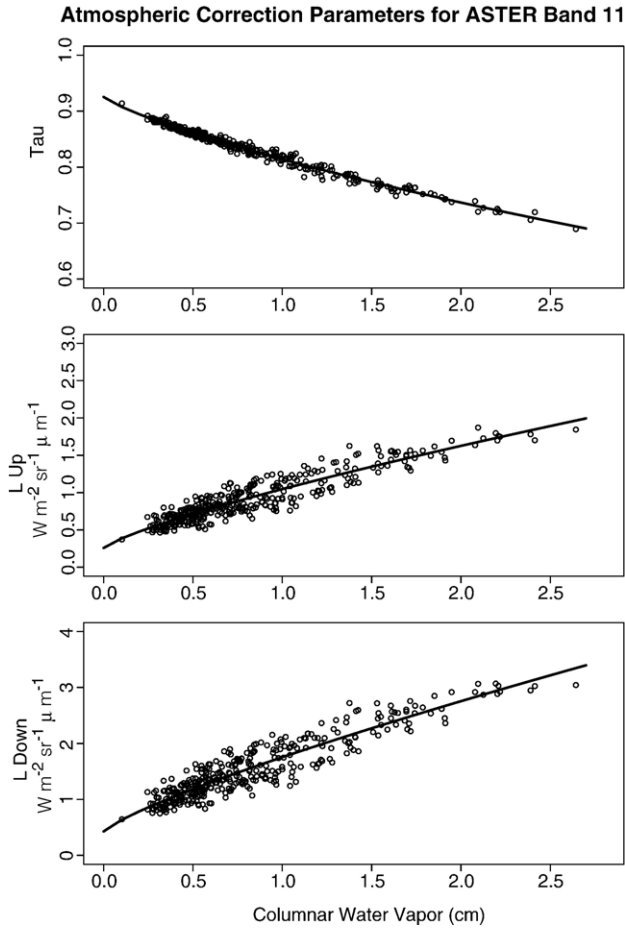 Atmospheric Correction Parameters for ASTER Band 11
1.0
0.9
0.8
0.7
0.6
Tau
0.0 0.5 1.0 1.5 2.0 2.5
3.0
2.5
2.0
1.5
1.0
0.5
0.0
L Up
W m-2 sr-1 μ m-1
0.0 0.5 1.0 1.5 2.0 2.5
4
3
2
1
0
L Down
W m-2 sr-1 μ m-1
0.0 0.5 1.0 1.5 2.0 2.5
Columnar Water Vapor (cm)